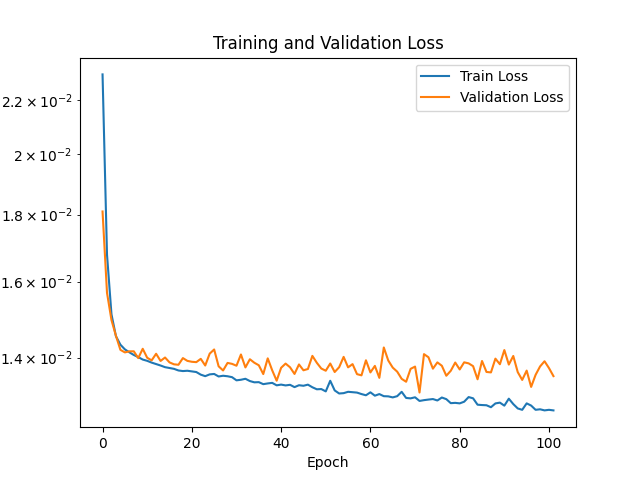 Training and Validation Loss
Train Loss
Validation Loss
2.2 × 10⁻²
2 × 10⁻²
1.8 × 10⁻²
1.6 × 10⁻²
1.4 × 10⁻²
0 20 40 60 80 100
Epoch